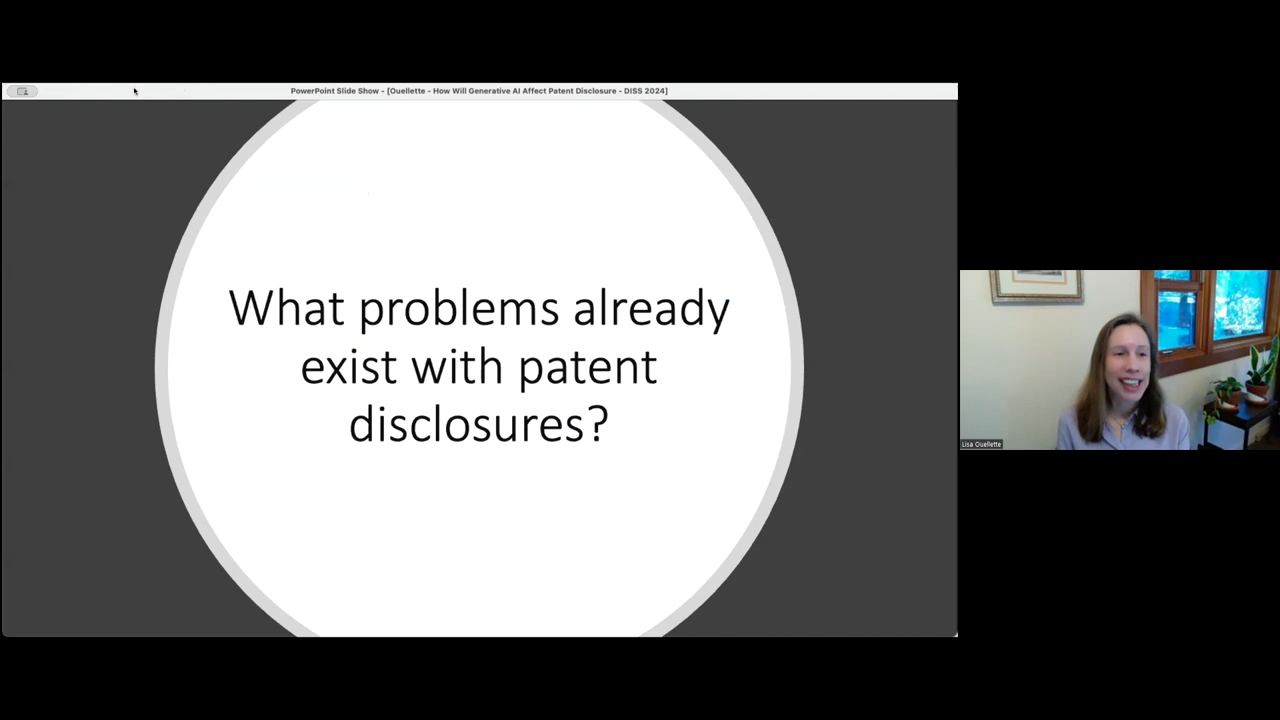 PowerPoint Slide Show - [Ouellette - How Will Generative AI Affect Patent Disclosure - DISS 2024]
What problems already
exist with patent
disclosures?
Lisa Ouellette